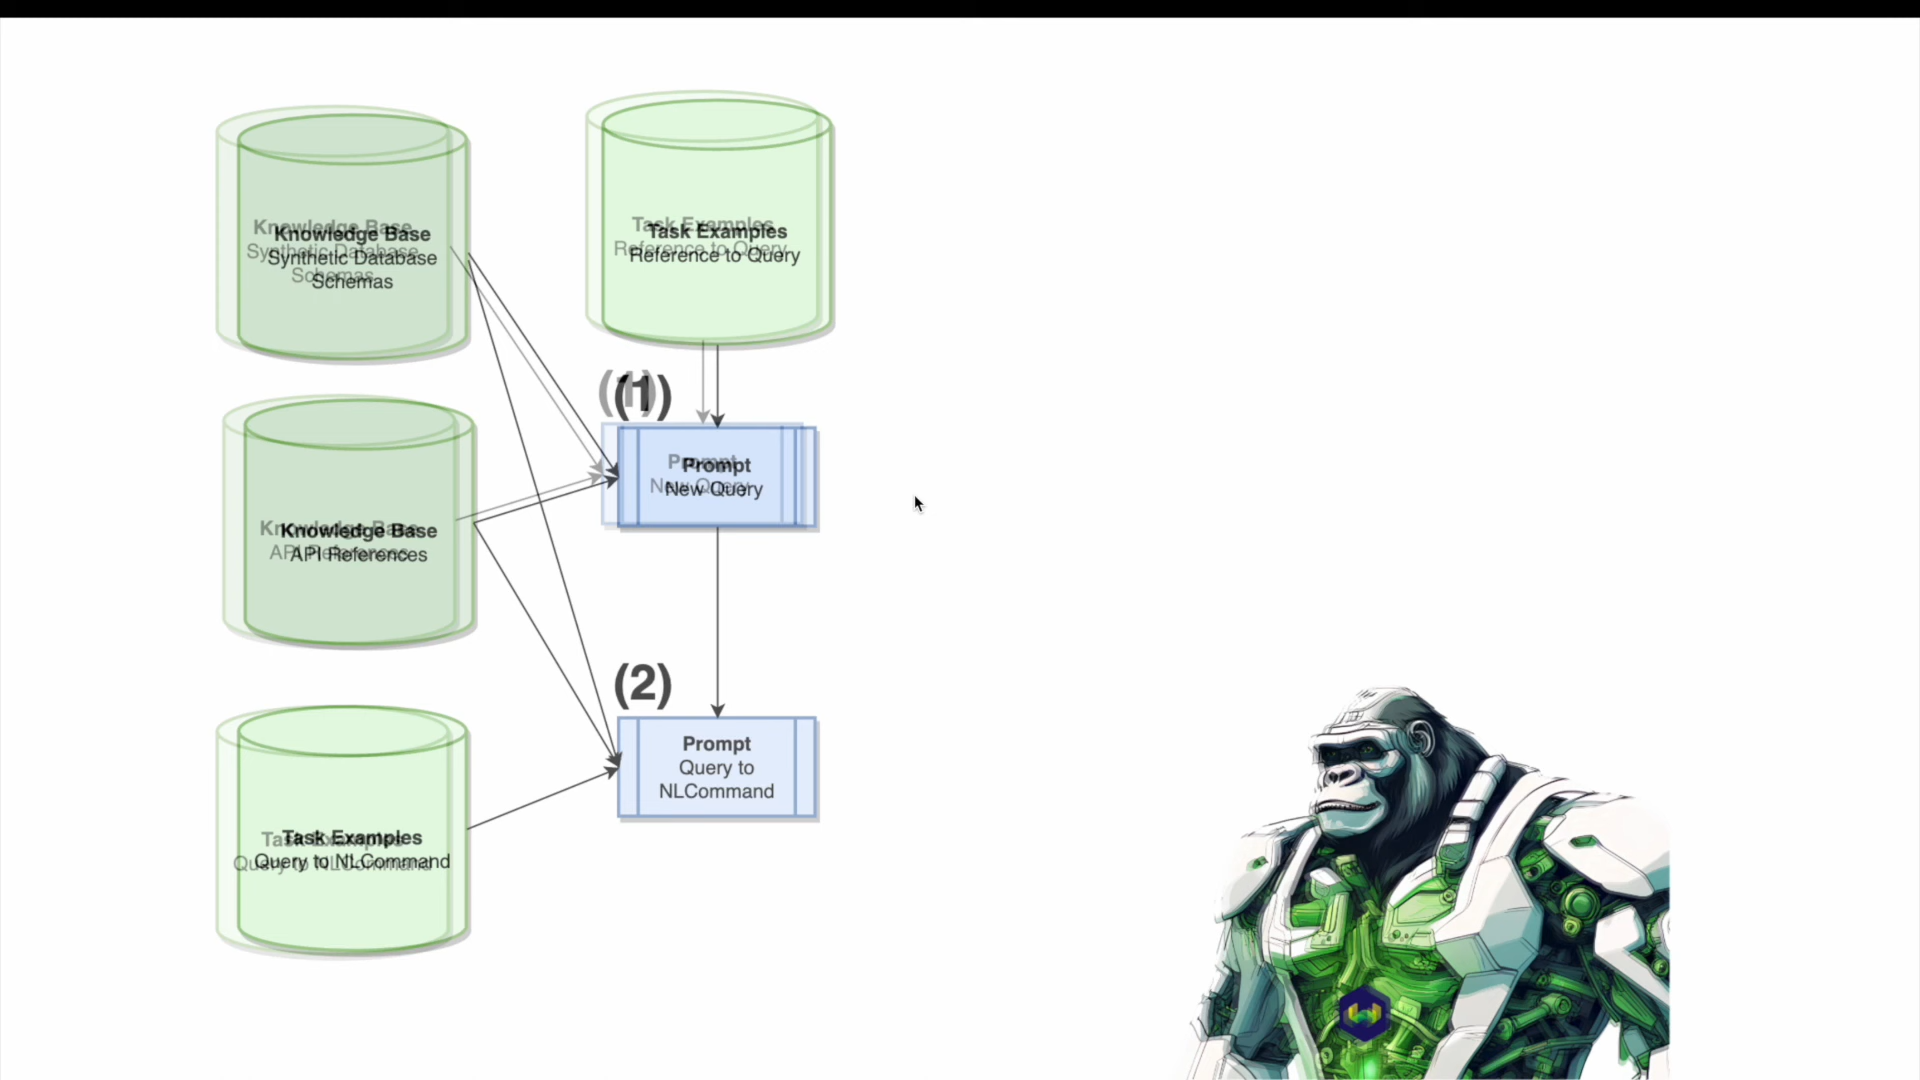 Knowledge Base
Synthetic Database
Schemas
Task Examples
Reference to Query
(1)
Prompt
New Query
Knowledge Base
API References
(2)
Prompt
Query to
NLCommand
Task Examples
Query to NLCommand